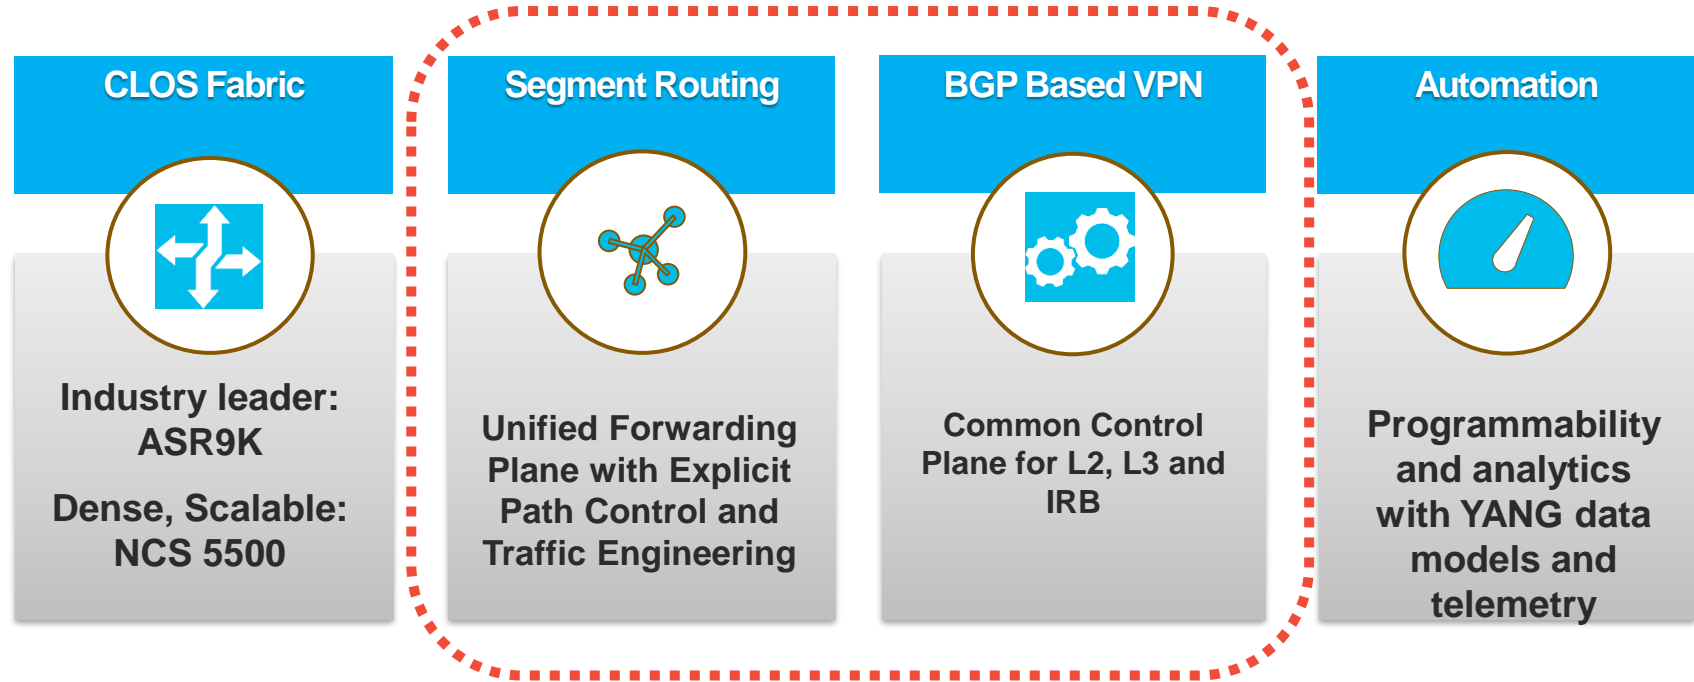 CLOS Fabric
Industry leader:
ASR9K
Dense, Scalable:
NCS 5500
Segment Routing
Unified Forwarding
Plane with Explicit
Path Control and
Traffic Engineering
BGP Based VPN
Common Control
Plane for L2, L3 and
IRB
Automation
Programmability
and analytics
with YANG data
models and
telemetry